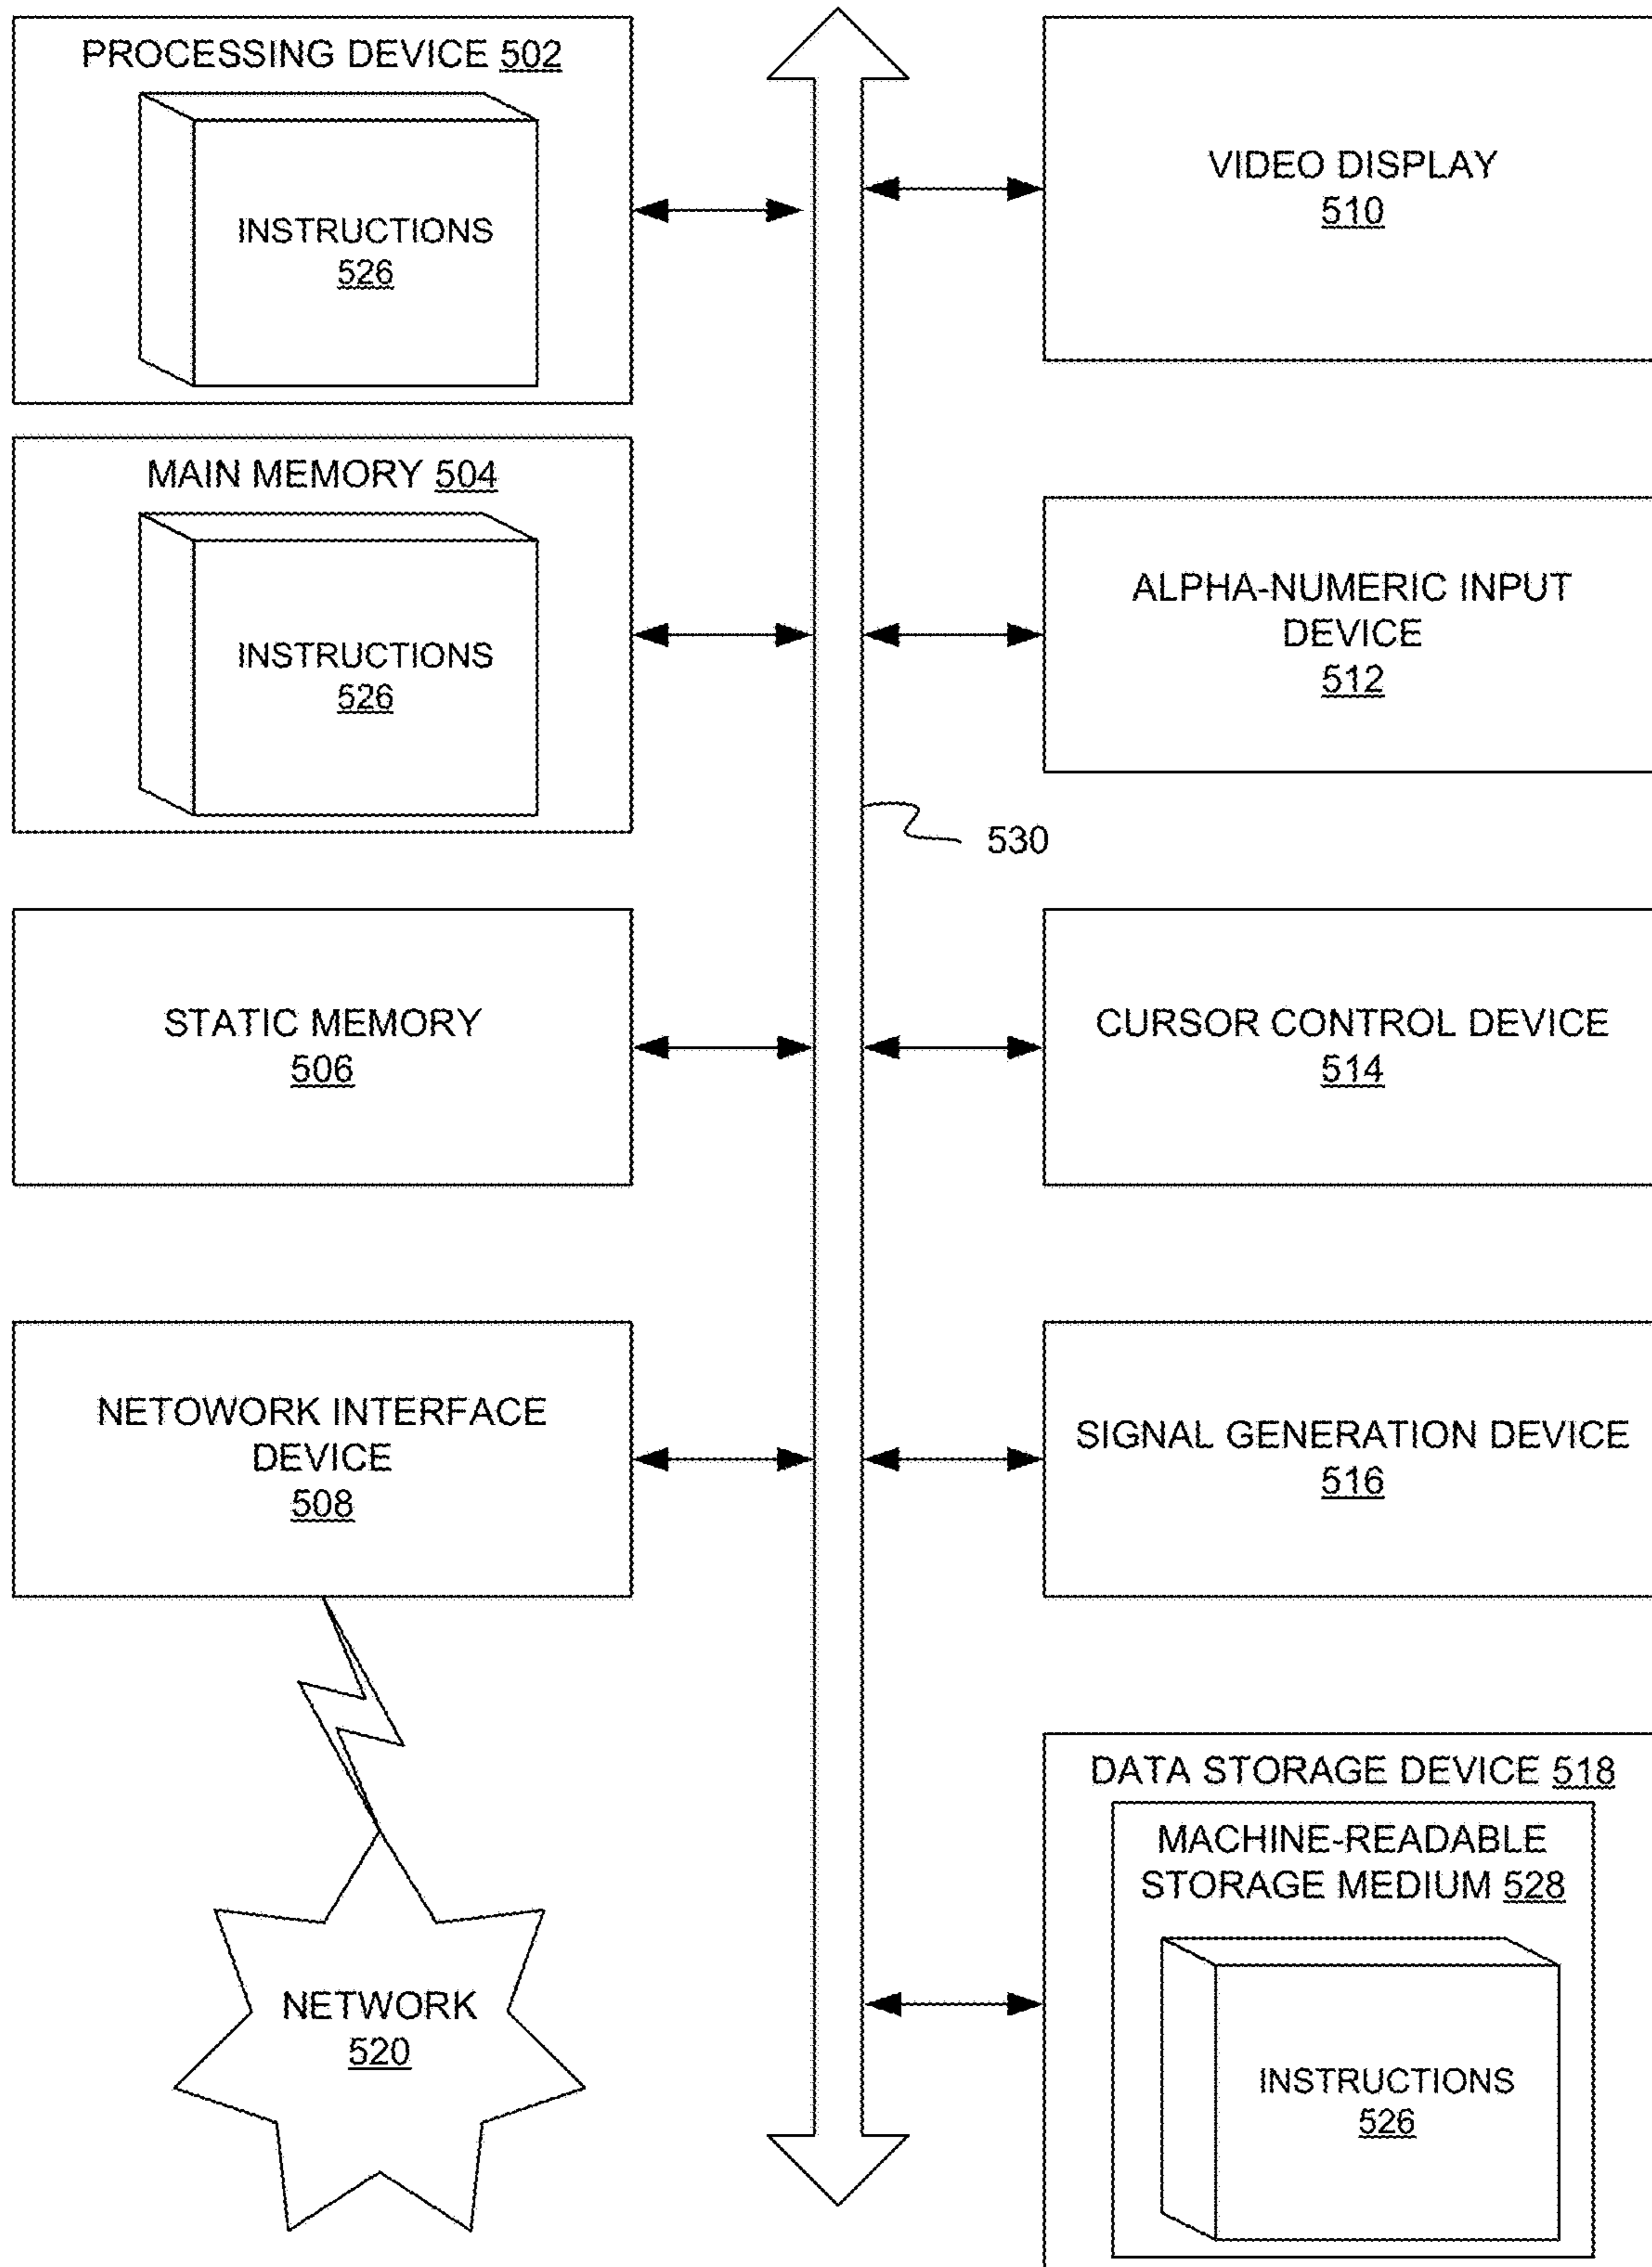 PROCESSING DEVICE 502
INSTRUCTIONS
526
MAIN MEMORY 504
INSTRUCTIONS
526
STATIC MEMORY
506
NETOWORK INTERFACE
DEVICE
508
NETWORK
520
530
VIDEO DISPLAY
510
ALPHA-NUMERIC INPUT
DEVICE
512
CURSOR CONTROL DEVICE
514
SIGNAL GENERATION DEVICE
516
DATA STORAGE DEVICE 518
MACHINE-READABLE
STORAGE MEDIUM 528
INSTRUCTIONS
526